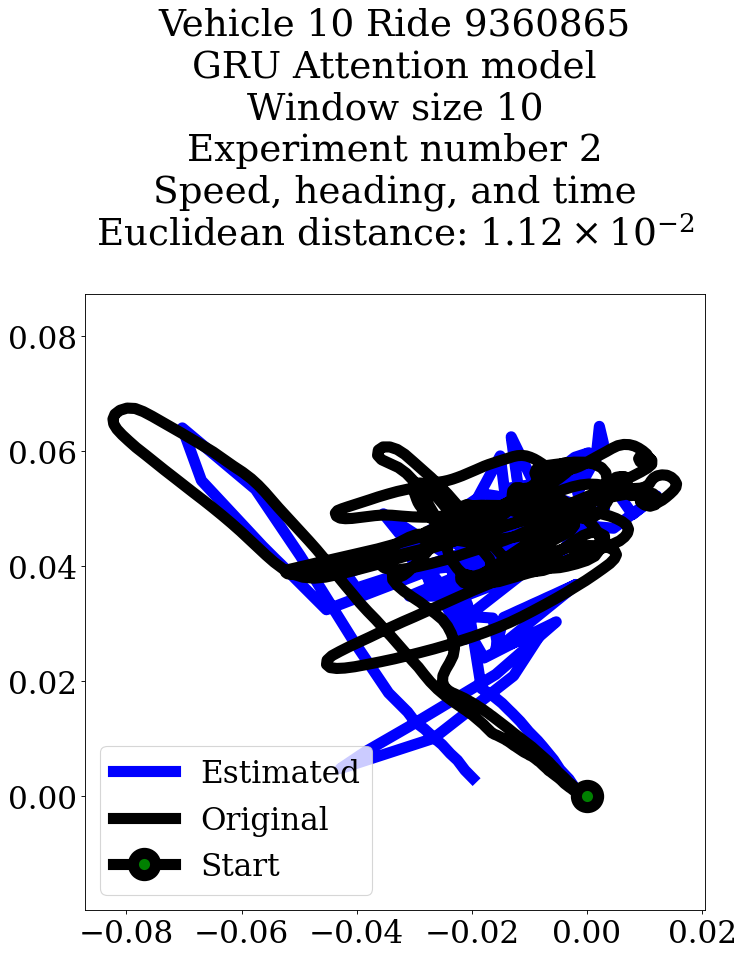 Vehicle 10 Ride 9360865
GRU Attention model
Window size 10
Experiment number 2
Speed, heading, and time
Euclidean distance: 1.12 × 10⁻²
0.08
0.06
0.04
0.02
0.00
Estimated
Original
Start
−0.08 −0.06 −0.04 −0.02 0.00 0.02